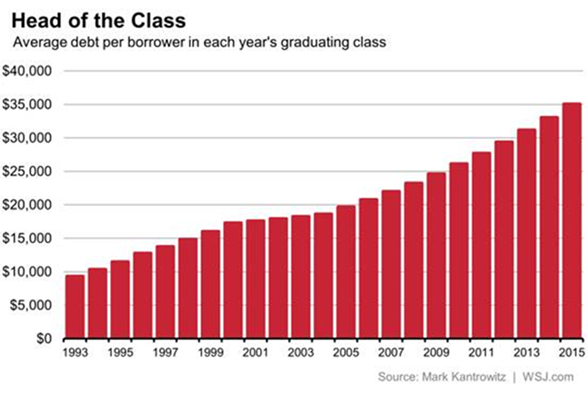 Head of the Class
Average debt per borrower in each year's graduating class
$40,000
$35,000
$30,000
$25,000
$20,000
$15,000
$10,000
$5,000
$0
1993 1995 1997 1999 2001 2003 2005 2007 2009 2011 2013 2015
Source: Mark Kantrowitz | WSJ.com